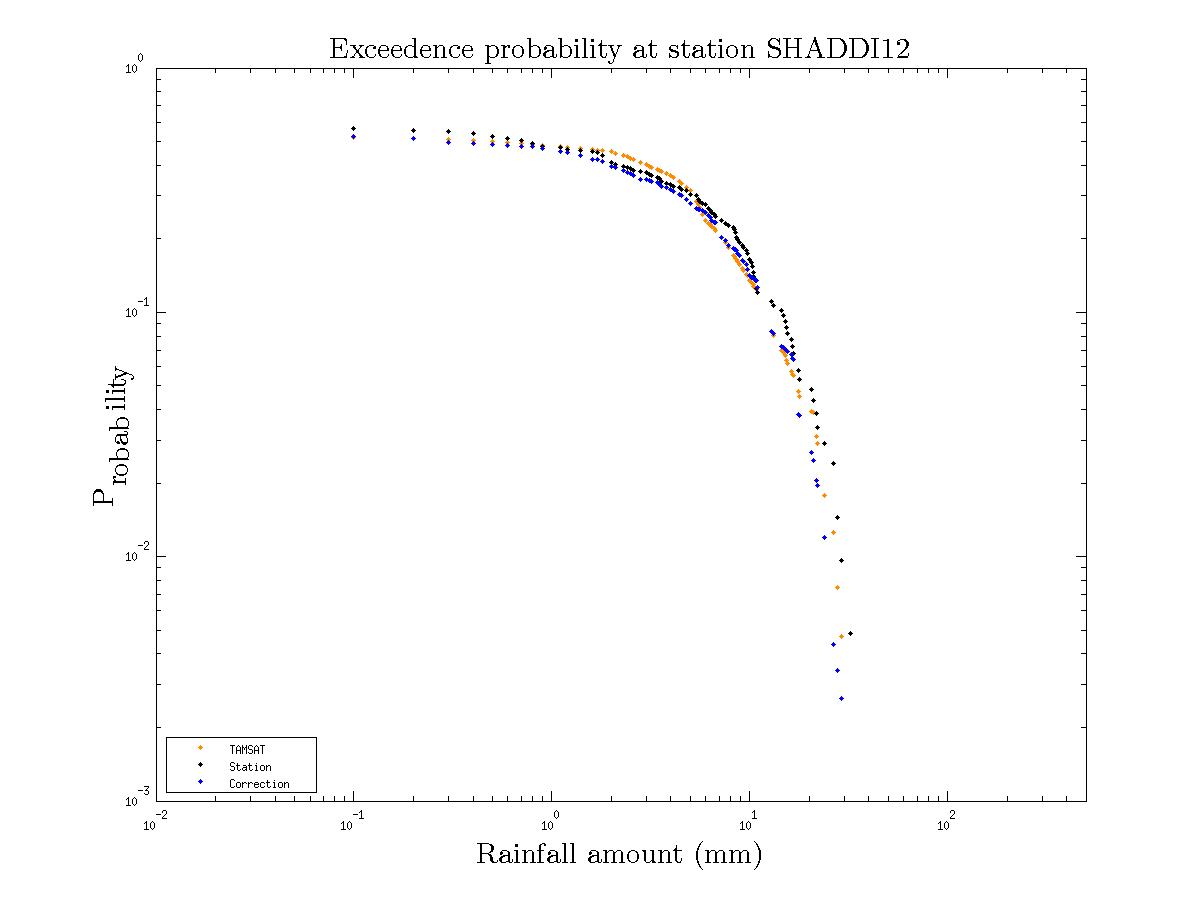 Exceedence probability at station SHADDI12
10^0
10^-1
10^-2
10^-3
Probability
TAMSAT
Station
Correction
10^-2 10^-1 10^0 10^1 10^2
Rainfall amount (mm)